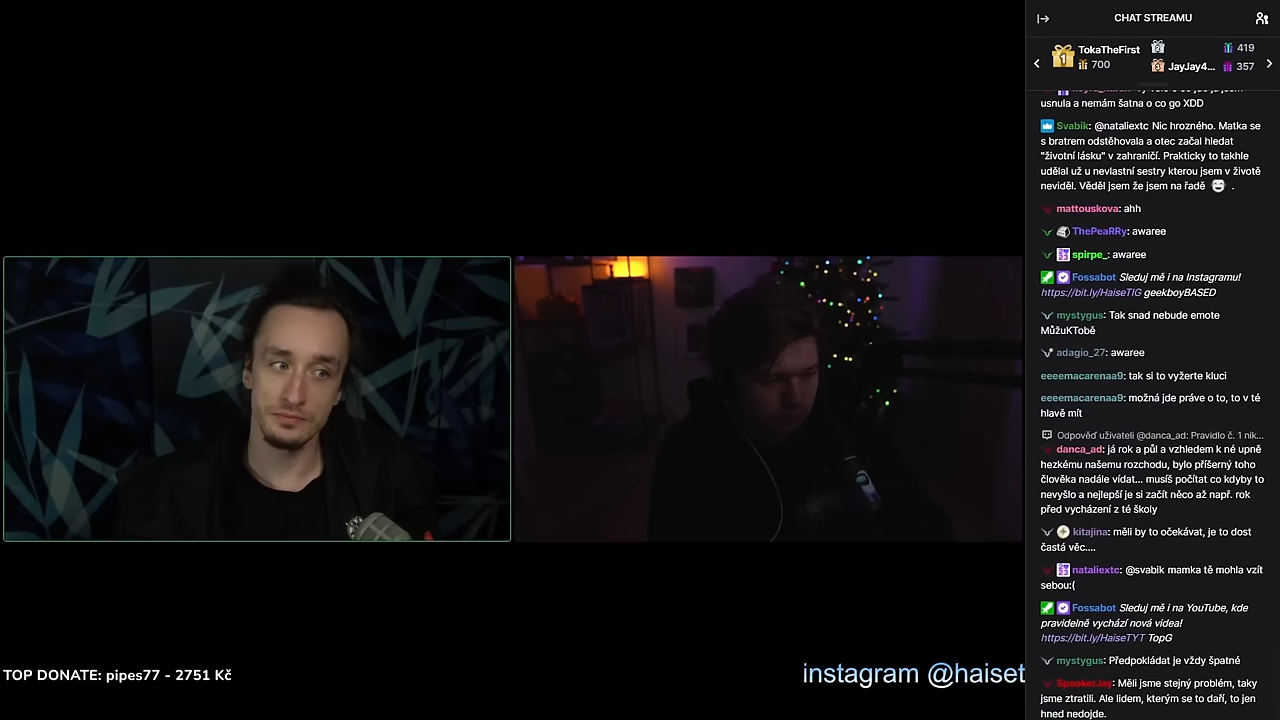 CHAT STREAMU
TokaTheFirst
700
419
JayJay4...
357
usnula a nemám šatna o co go XDD
Svabik: @nataliextc Nic hrozného. Matka se
s bratrem odstěhovala a otec začal hledat
"životní lásku" v zahraničí. Prakticky to takhle
udělal už u nevlastní sestry kterou jsem v životě
neviděl. Věděl jsem že jsem na řadě .
mattouskova: ahh
ThePeaRRy: awaree
spirpe_: awaree
Fossabot Sleduj mě i na Instagramu!
https://bit.ly/HaiseTIG geekboyBASED
mystygus: Tak snad nebude emote
MůžuKTobě
adagio_27: awaree
eeeemacarenaa9: tak si to vyžerte kluci
eeeemacarenaa9: možná jde práve o to, to v té
hlavě mít
Odpověď uživateli @danca_ad: Pravidlo č. 1 nik...
danca_ad: já rok a půl a vzhledem k né upně
hezkému našemu rozchodu, bylo příšerný toho
člověka nadále vídat... musíš počítat co kdyby to
nevyšlo a nejlepší je si začít něco až např. rok
před vycházení z té školy
kitajina: měli by to očekávat, je to dost
častá věc....
nataliextc: @svabik mamka tě mohla vzít
sebou:(
Fossabot Sleduj mě i na YouTube, kde
pravidelně vychází nová videa!
https://bit.ly/HaiseTYT TopG
mystygus: Předpokládat je vždy špatné
SpookerJay: Měli jsme stejný problém, taky
jsme ztratili. Ale lidem, kterým se to daří, to jen
hned nedojde.
TOP DONATE: pipes77 - 2751 Kč
instagram @haiset